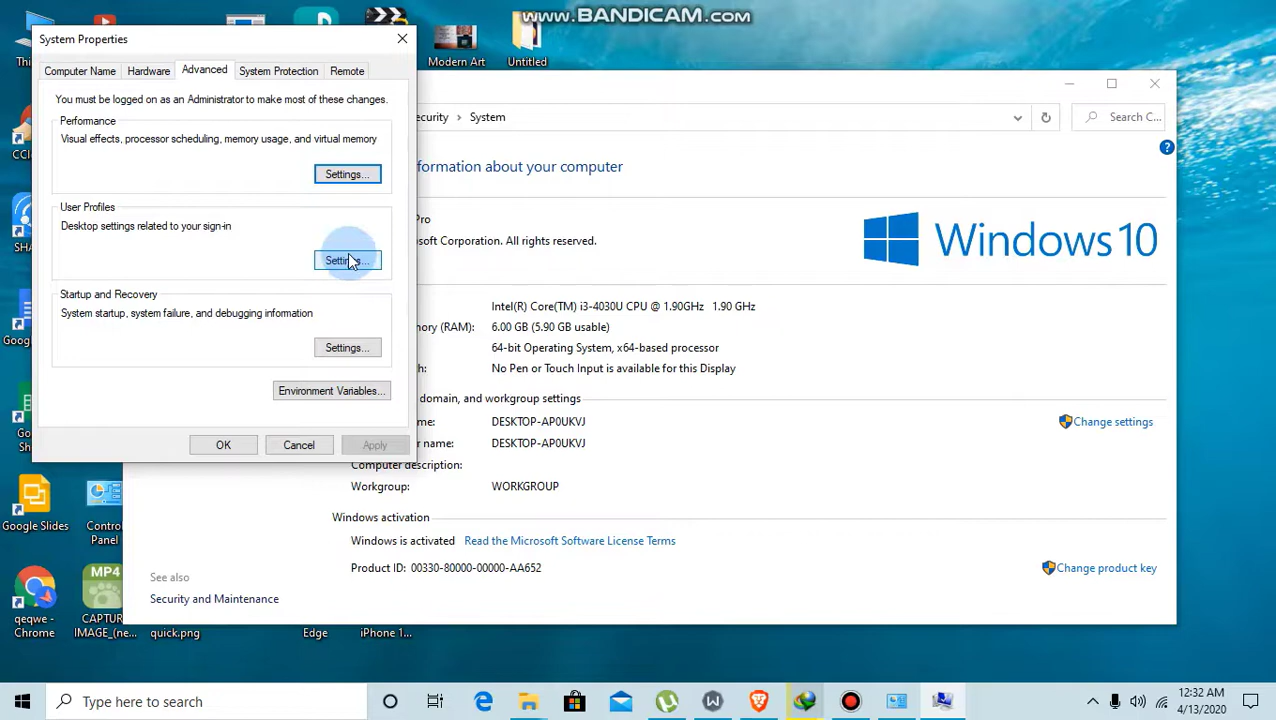 www.BANDICAM.com
System Properties
Computer Name
Hardware
Advanced
System Protection
Remote
You must be logged on as an Administrator to make most of these changes.
Performance
Visual effects, processor scheduling, memory usage, and virtual memory
Settings...
User Profiles
Desktop settings related to your sign-in
Startup and Recovery
System startup, system failure, and debugging information
Settings...
Environment Variables...
OK
Cancel
Apply
Modern Art
Untitled
ecurity > System
Search C...
formation about your computer
Pro
soft Corporation. All rights reserved.
Windows 10
Intel(R) Core(TM) i3-4030U CPU @ 1.90GHz 1.90 GHz
(RAM): 6.00 GB (5.90 GB usable)
64-bit Operating System, x64-based processor
No Pen or Touch Input is available for this Display
domain, and workgroup settings
me: DESKTOP-AP0UKVJ
Change settings
r name: DESKTOP-AP0UKVJ
Computer description:
Workgroup: WORKGROUP
Windows activation
Windows is activated Read the Microsoft Software License Terms
Product ID: 00330-80000-00000-AA652
Change product key
See also
Security and Maintenance
Google Slides
Control Panel
qeqwe - Chrome
MP4
CAPTUR
IMAGE_(ne...
quick.png
Edge
iPhone 1...
Type here to search
12:32 AM
4/13/2020